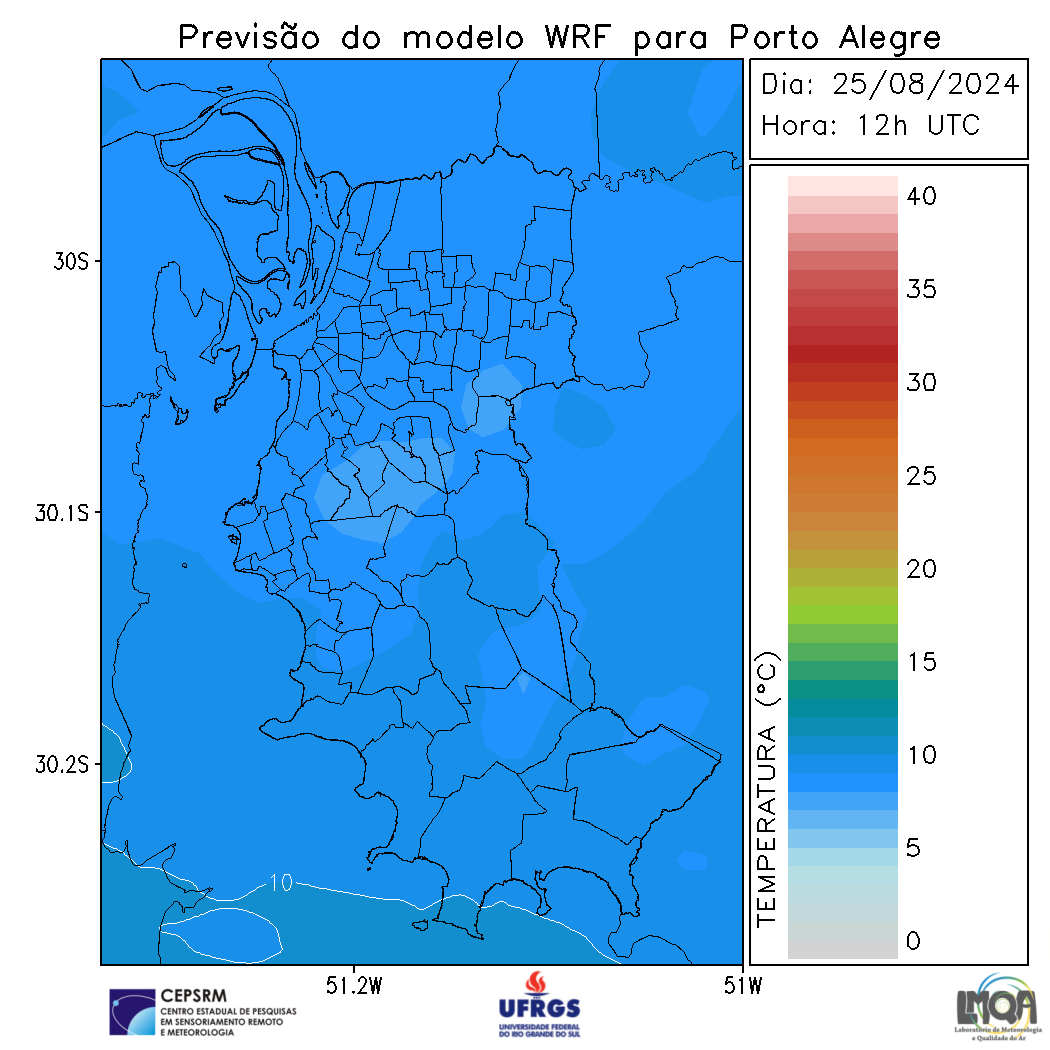 Previsão do modelo WRF para Porto Alegre
Dia: 25/08/2024
Hora: 12h UTC
40
35
30
25
20
15
10
5
0
TEMPERATURA (°C)
30S
30.1S
30.2S
10
51.2W
51W
CEPSRM
CENTRO ESTADUAL DE PESQUISAS
EM SENSORIAMENTO REMOTO
E METEOROLOGIA
UFRGS
UNIVERSIDADE FEDERAL
DO RIO GRANDE DO SUL
LMQA
Laboratório de Meteorologia
e Qualidade do Ar